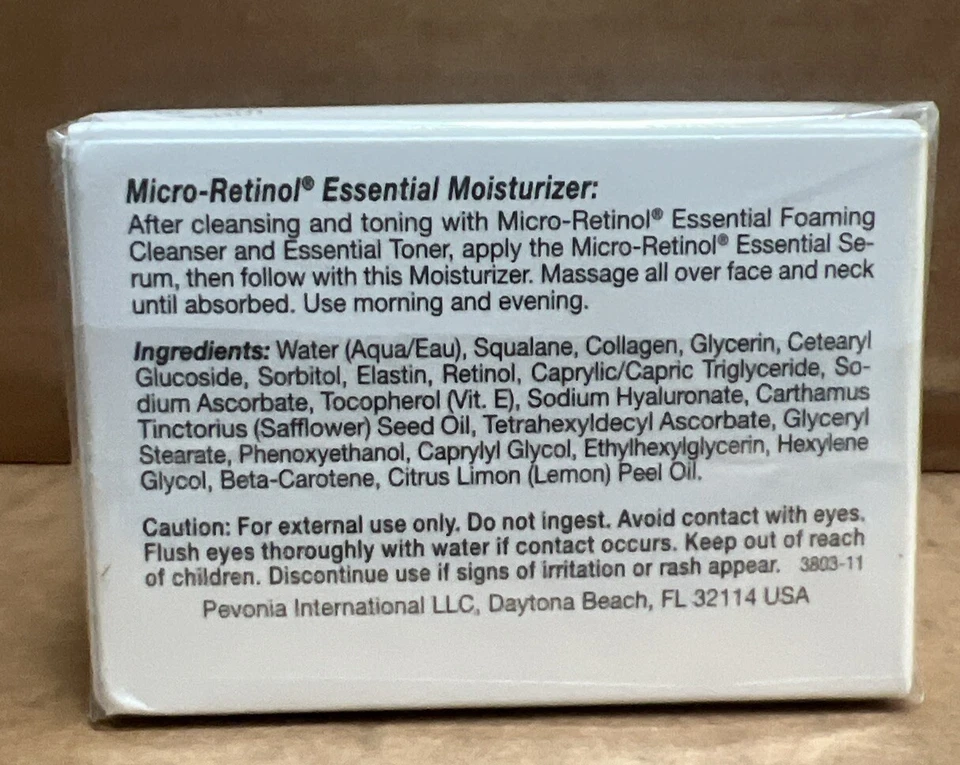 Micro-Retinol® Essential Moisturizer:
After cleansing and toning with Micro-Retinol® Essential Foaming
Cleanser and Essential Toner, apply the Micro-Retinol® Essential Se-
rum, then follow with this Moisturizer. Massage all over face and neck
until absorbed. Use morning and evening.
Ingredients: Water (Aqua/Eau), Squalane, Collagen, Glycerin, Cetearyl
Glucoside, Sorbitol, Elastin, Retinol, Caprylic/Capric Triglyceride, So-
dium Ascorbate, Tocopherol (Vit. E), Sodium Hyaluronate, Carthamus
Tinctorius (Safflower) Seed Oil, Tetrahexyldecyl Ascorbate, Glyceryl
Stearate, Phenoxyethanol, Caprylyl Glycol, Ethylhexylglycerin, Hexylene
Glycol, Beta-Carotene, Citrus Limon (Lemon) Peel Oil.
Caution: For external use only. Do not ingest. Avoid contact with eyes.
Flush eyes thoroughly with water if contact occurs. Keep out of reach
of children. Discontinue use if signs of irritation or rash appear. 3803-11
Pevonia International LLC, Daytona Beach, FL 32114 USA